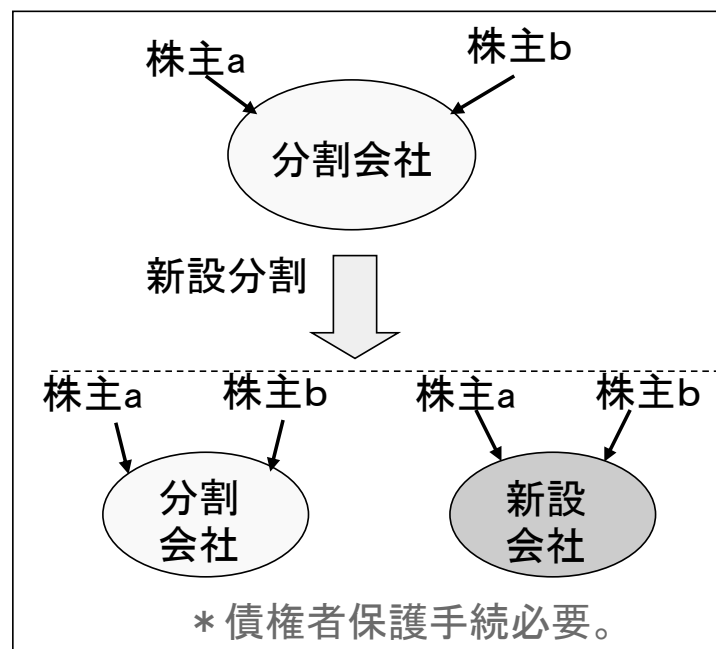 株主a
株主b
分割会社
新設分割
株主a
株主b
株主a
株主b
分割
会社
新設
会社
＊債権者保護手続必要。